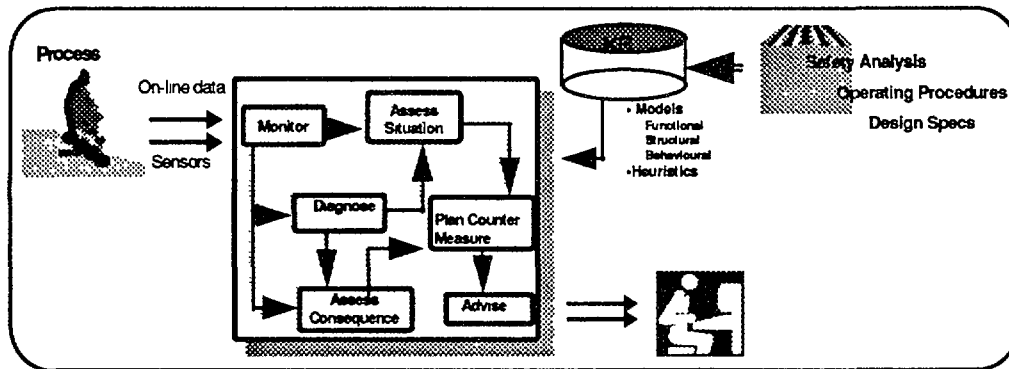 Process
On-line data
Sensors
Monitor
Assess
Situation
Diagnose
Plan Counter
Measure
Assess
Consequence
Advise
• Models
Functional
Structural
Behavioural
•Heuristics
Safety Analysis
Operating Procedures
Design Specs